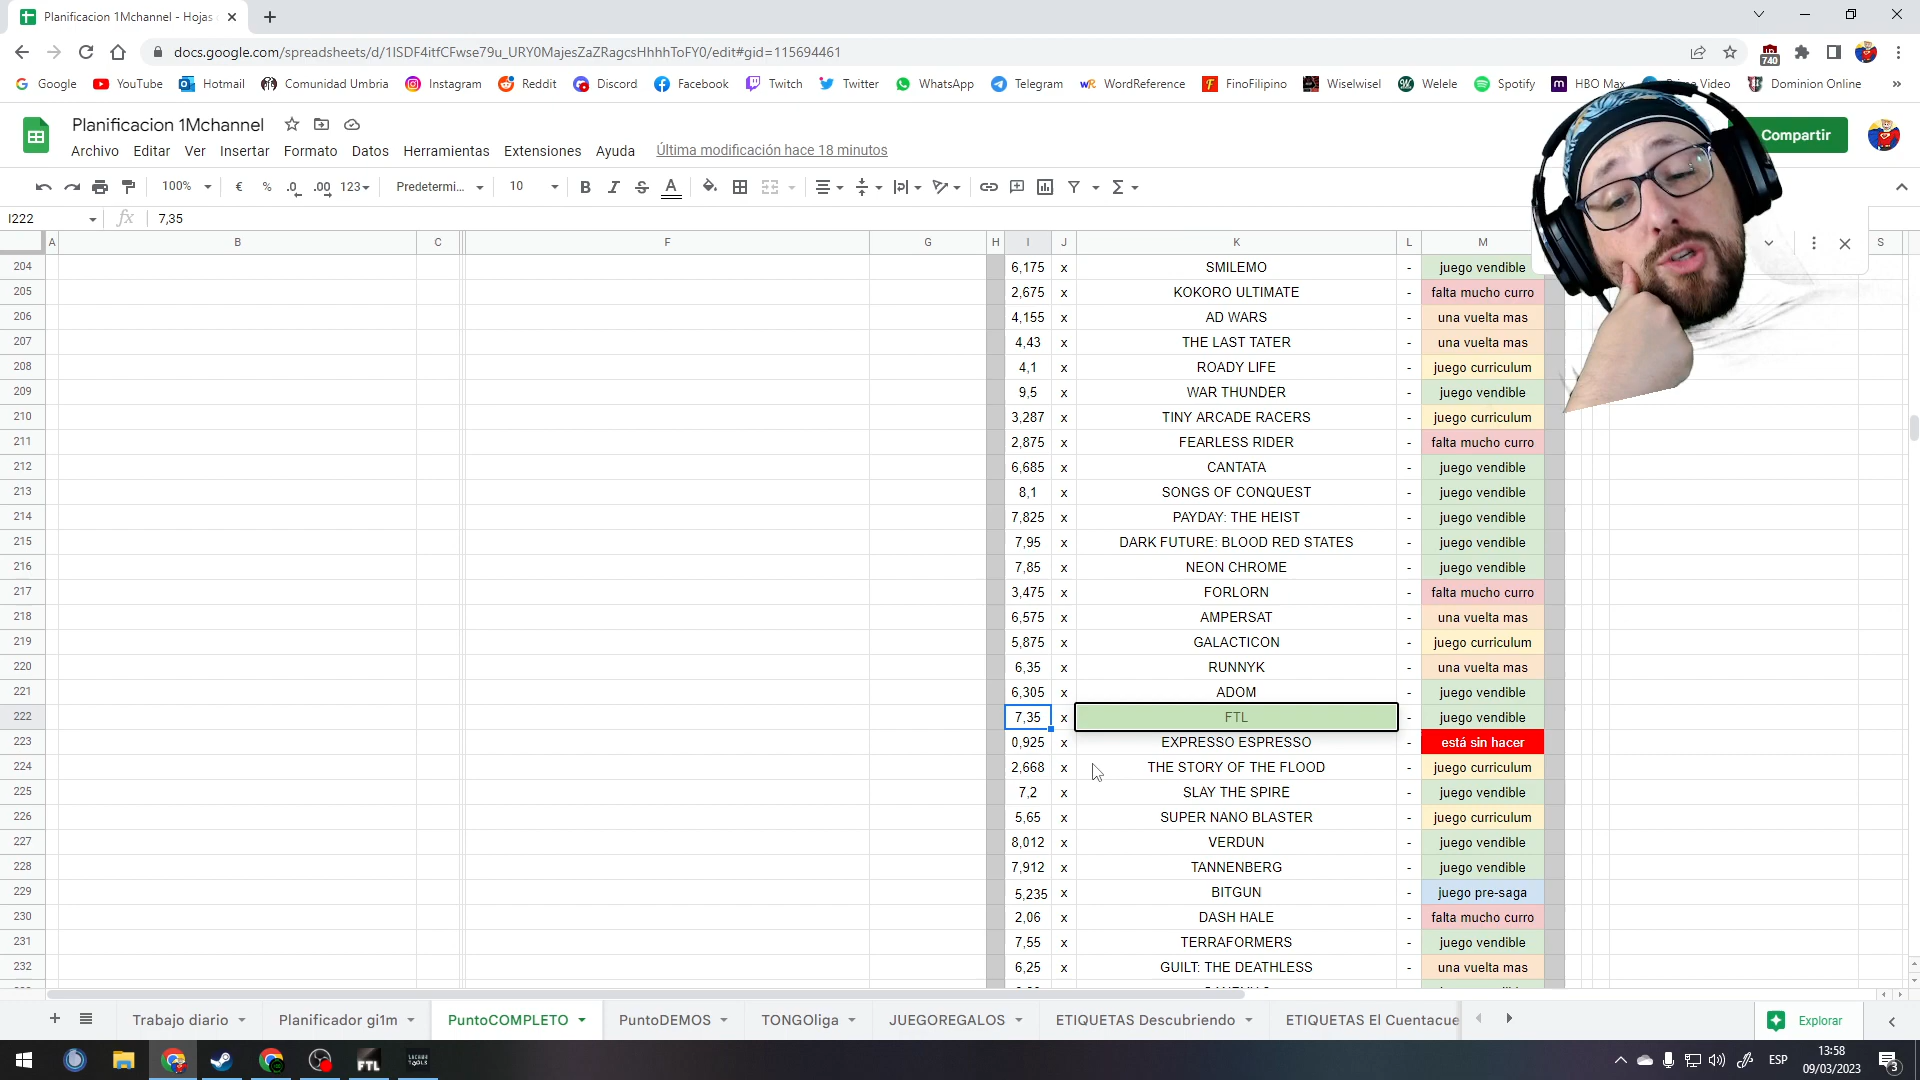 Planificacion 1Mchannel - Hojas
docs.google.com/spreadsheets/d/1ISDF4itfCFwse79u_URY0MajesZaZRagcsHhhhToFY0/edit#gid=115694461
740
Google YouTube Hotmail Comunidad Umbria Instagram Reddit Discord Facebook Twitch Twitter WhatsApp Telegram WordReference FinoFilipino Wiselwisel Welele Spotify HBO Max Video Dominion Online »
Planificacion 1Mchannel
Compartir
Archivo Editar Ver Insertar Formato Datos Herramientas Extensiones Ayuda Última modificación hace 18 minutos
100% € % .0 .00 123 Predetermi... 10 B I S A
I222 fx 7,35
A B C F G H I J K L M S
204 6,175 x SMILEMO - juego vendible
205 2,675 x KOKORO ULTIMATE - falta mucho curro
206 4,155 x AD WARS - una vuelta mas
207 4,43 x THE LAST TATER - una vuelta mas
208 4,1 x ROADY LIFE - juego curriculum
209 9,5 x WAR THUNDER - juego vendible
210 3,287 x TINY ARCADE RACERS - juego curriculum
211 2,875 x FEARLESS RIDER - falta mucho curro
212 6,685 x CANTATA - juego vendible
213 8,1 x SONGS OF CONQUEST - juego vendible
214 7,825 x PAYDAY: THE HEIST - juego vendible
215 7,95 x DARK FUTURE: BLOOD RED STATES - juego vendible
216 7,85 x NEON CHROME - juego vendible
217 3,475 x FORLORN - falta mucho curro
218 6,575 x AMPERSAT - una vuelta mas
219 5,875 x GALACTICON - juego curriculum
220 6,35 x RUNNYK - una vuelta mas
221 6,305 x ADOM - juego vendible
222 7,35 x FTL - juego vendible
223 0,925 x EXPRESSO ESPRESSO - está sin hacer
224 2,668 x THE STORY OF THE FLOOD - juego curriculum
225 7,2 x SLAY THE SPIRE - juego vendible
226 5,65 x SUPER NANO BLASTER - juego curriculum
227 8,012 x VERDUN - juego vendible
228 7,912 x TANNENBERG - juego vendible
229 5,235 x BITGUN - juego pre-saga
230 2,06 x DASH HALE - falta mucho curro
231 7,55 x TERRAFORMERS - juego vendible
232 6,25 x GUILT: THE DEATHLESS - una vuelta mas
Trabajo diario Planificador gi1m PuntoCOMPLETO PuntoDEMOS TONGOliga JUEGOREGALOS ETIQUETAS Descubriendo ETIQUETAS El Cuentacue Explorar
FTL ESP 13:58
09/03/2023 3